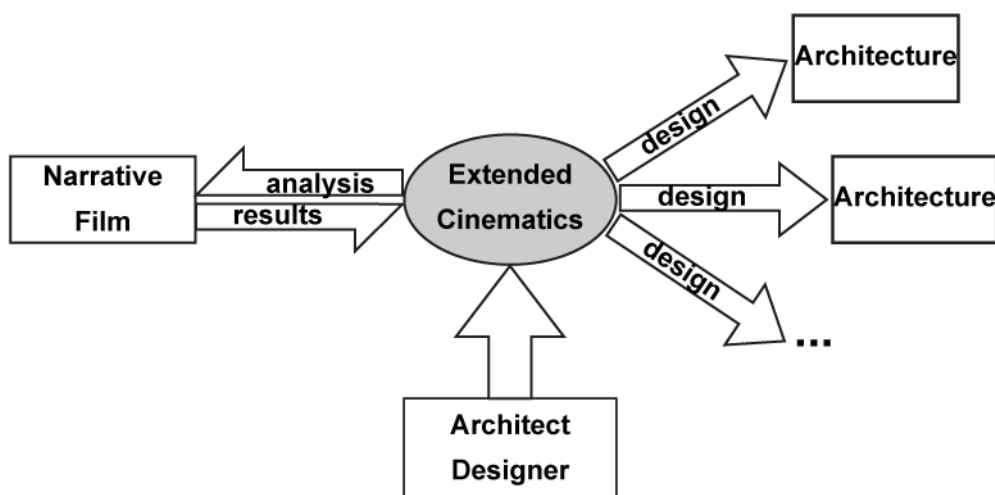 Narrative
Film
analysis
results
Extended
Cinematics
design
Architecture
design
Architecture
design
...
Architect
Designer